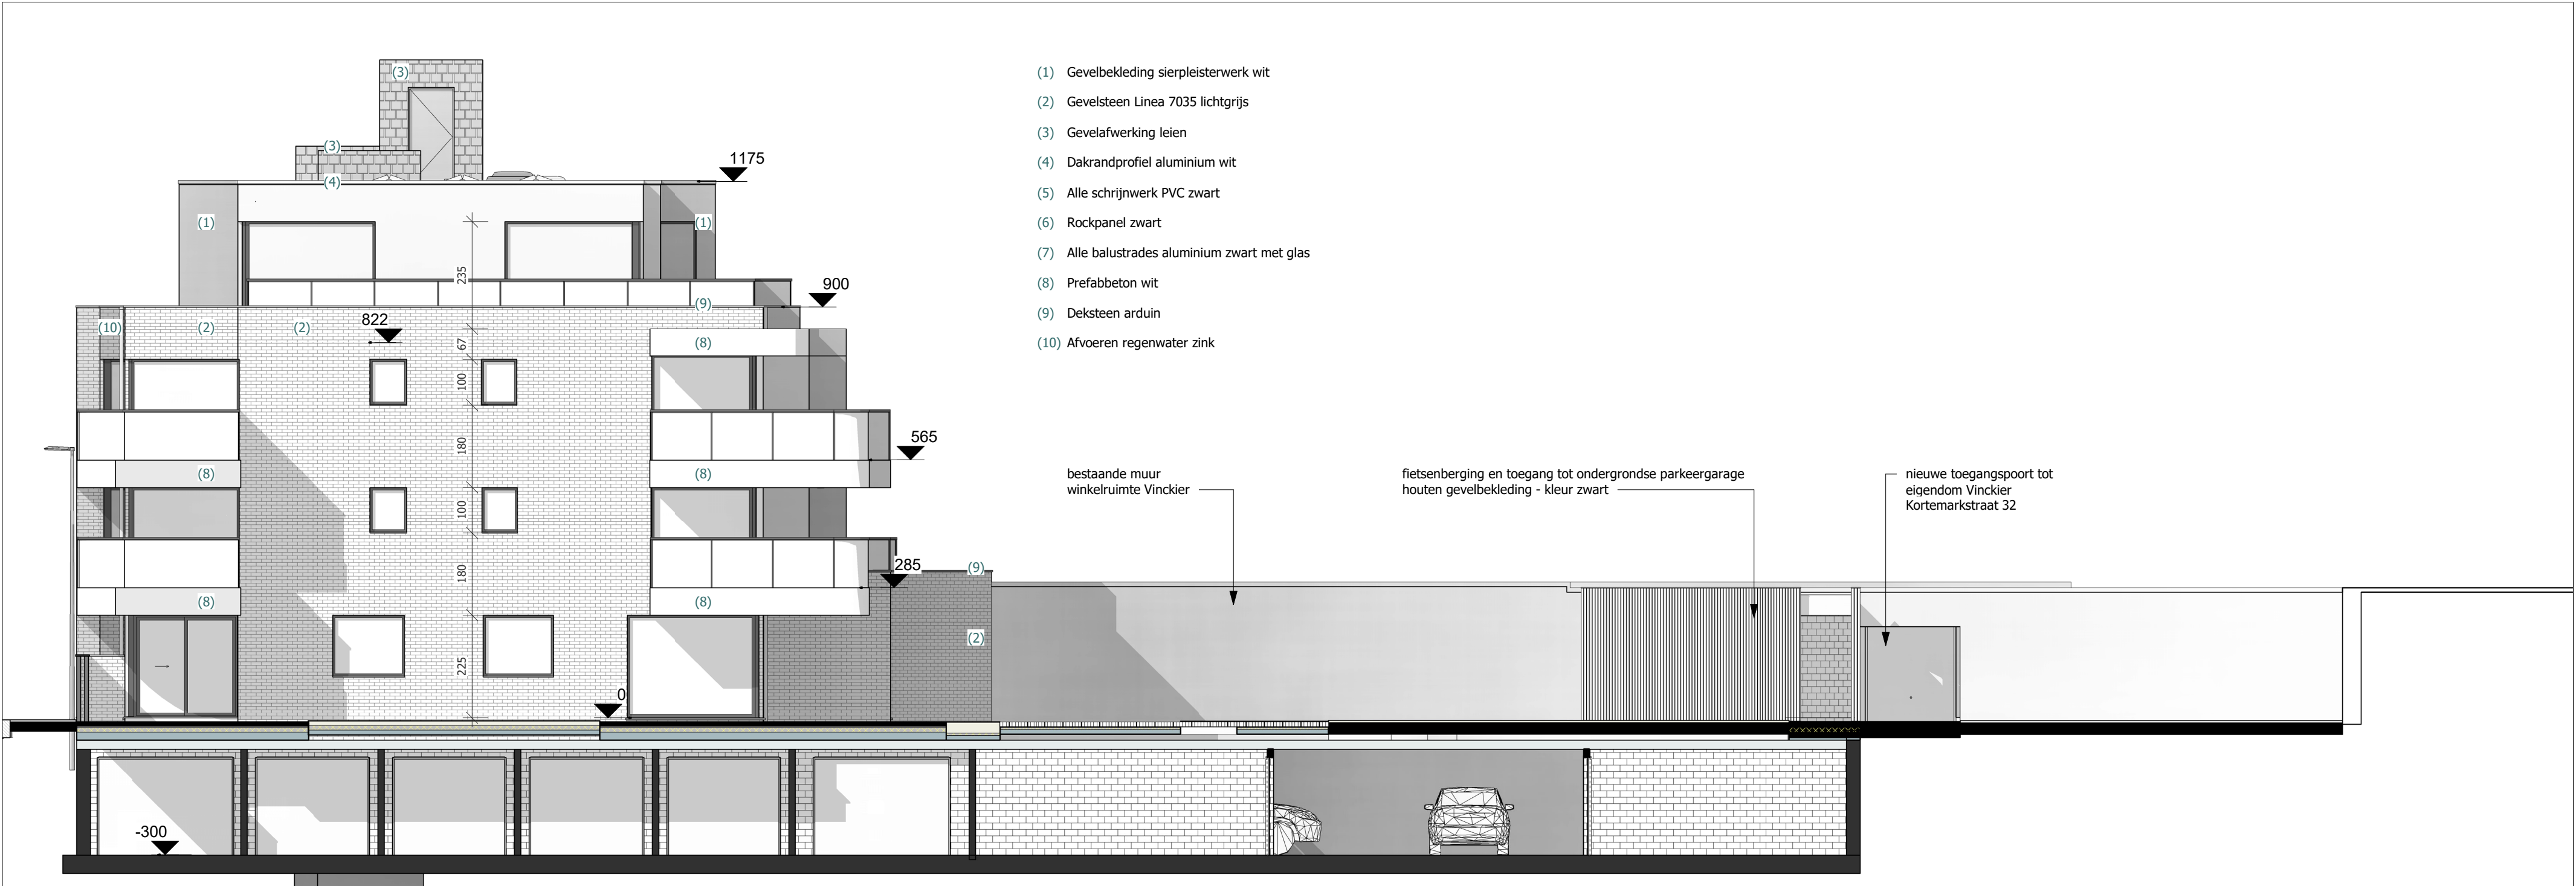 (1) Gevelbekleding sierpleisterwerk wit
(2) Gevelsteen Linea 7035 lichtgrijs
(3) Gevelafwerking leien
(4) Dakrandprofiel aluminium wit
(5) Alle schrijnwerk PVC zwart
(6) Rockpanel zwart
(7) Alle balustrades aluminium zwart met glas
(8) Prefabbeton wit
(9) Deksteen arduin
(10) Afvoeren regenwater zink
(3)
(3)
(4)
1175
(1)
(1)
235
900
(9)
(10)
(2)
(2)
822
67
(8)
100
180
565
(8)
(8)
100
180
285
(9)
(8)
(8)
(2)
225
0
-300
bestaande muur
winkelruimte Vinckier
fietsenberging en toegang tot ondergrondse parkeergarage
houten gevelbekleding - kleur zwart
nieuwe toegangspoort tot
eigendom Vinckier
Kortemarkstraat 32